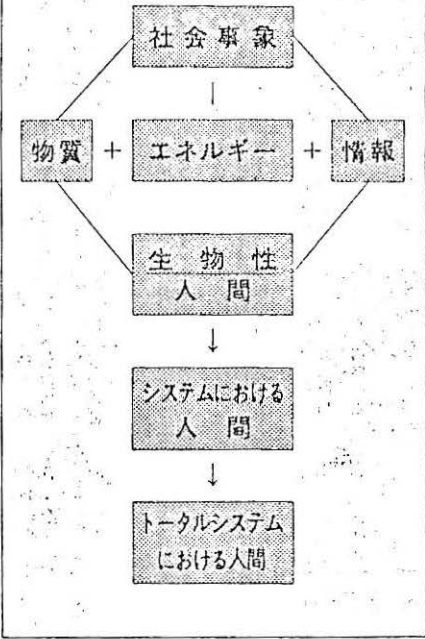 社会事象
物質 + エネルギー +情報
生物性
人間
システムにおける
人間
トータルシステム
における人間